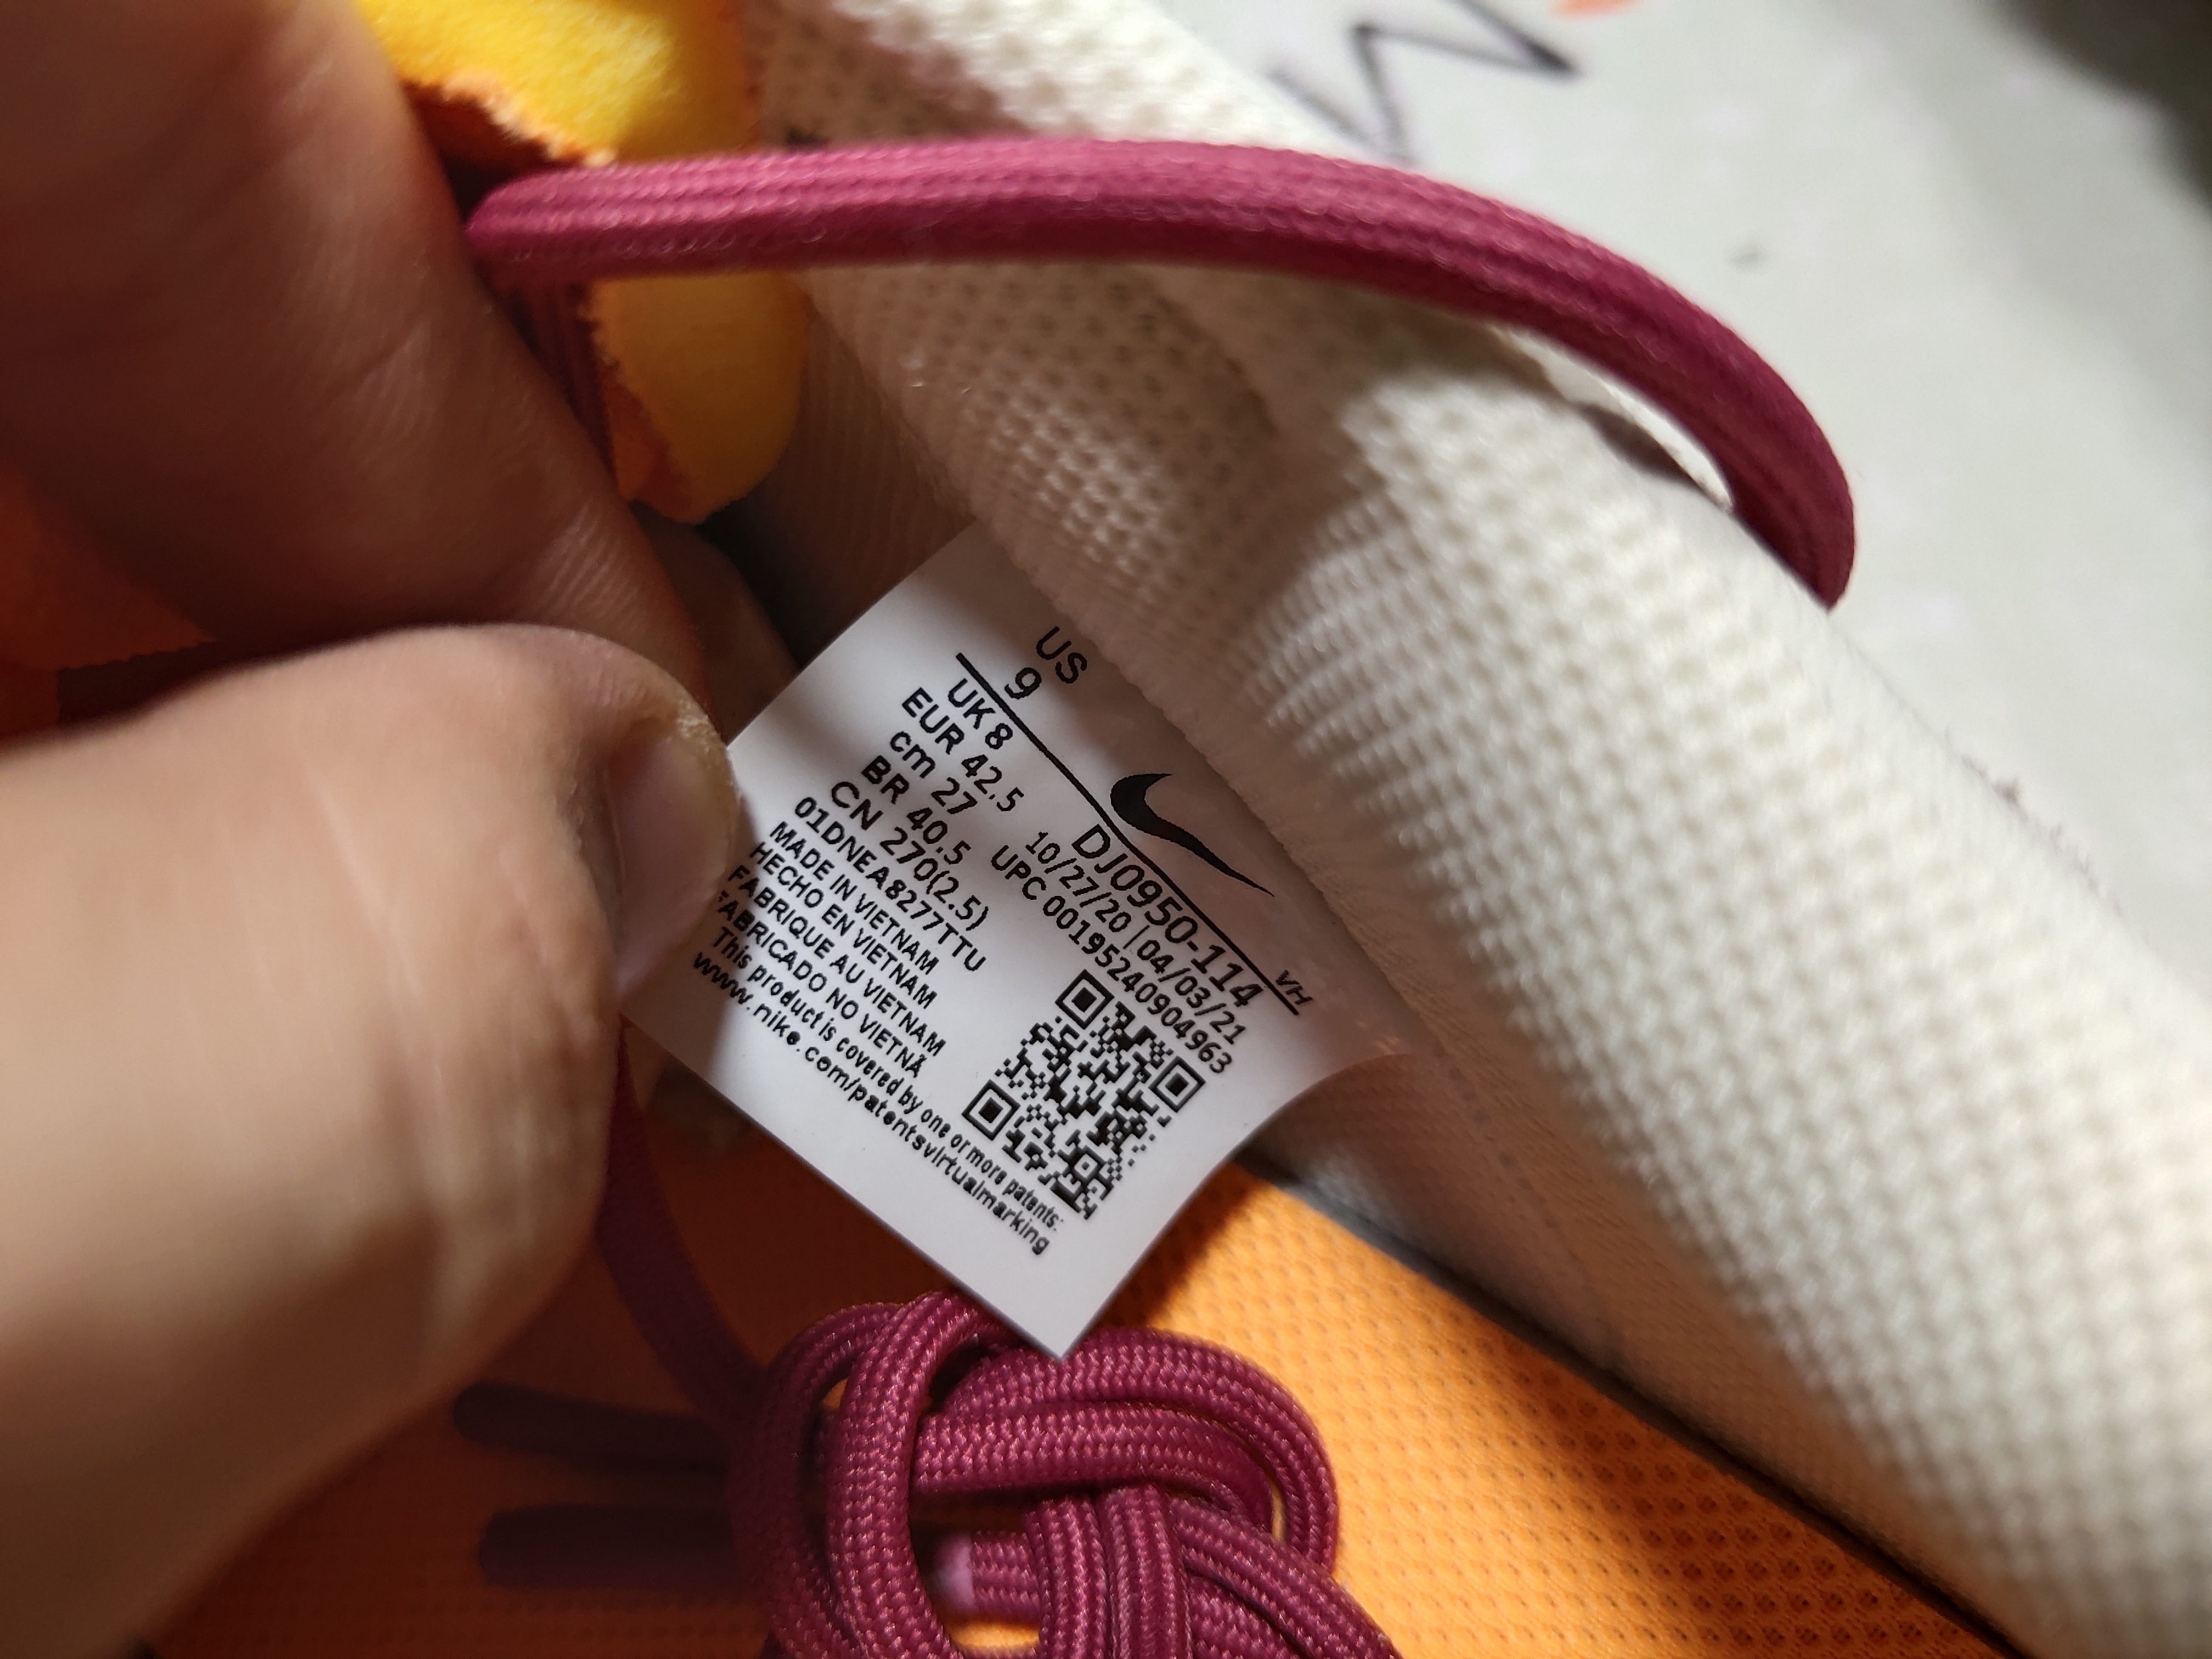 US
9
UK 8
EUR 42.5
cm 27
BR 40.5
CN 270(2.5)
01DNEA8277TTU
MADE IN VIETNAM
HECHO EN VIETNAM
FABRIQUE AU VIETNAM
FABRICADO NO VIETNÃ
This product is covered by one or more patents:
www.nike.com/patentsvirtualmarking
VH
DJ0950-114
10/27/20 | 04/03/21
UPC 00195240904963